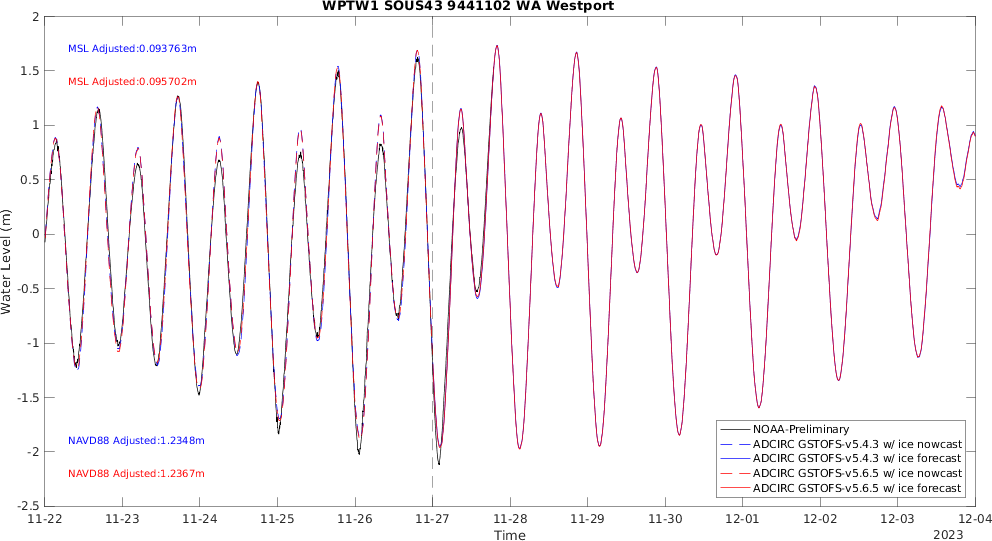 WPTW1 SOUS43 9441102 WA Westport
Water Level (m)
2
1.5
1
0.5
0
-0.5
-1
-1.5
-2
-2.5
MSL Adjusted:0.093763m
MSL Adjusted:0.095702m
NAVD88 Adjusted:1.2348m
NAVD88 Adjusted:1.2367m
NOAA-Preliminary
ADCIRC GSTOFS-v5.4.3 w/ ice nowcast
ADCIRC GSTOFS-v5.4.3 w/ ice forecast
ADCIRC GSTOFS-v5.6.5 w/ ice nowcast
ADCIRC GSTOFS-v5.6.5 w/ ice forecast
11-22 11-23 11-24 11-25 11-26 11-27 11-28 11-29 11-30 12-01 12-02 12-03 12-04
Time
2023